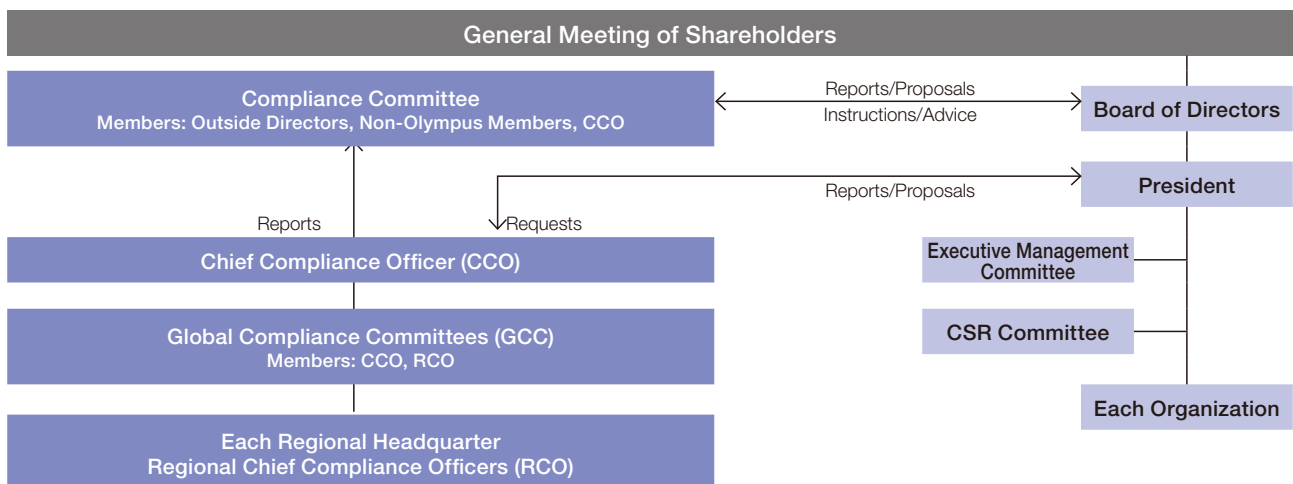 General Meeting of Shareholders
Compliance Committee
Members: Outside Directors, Non-Olympus Members, CCO
Reports/Proposals
Instructions/Advice
Board of Directors
President
Reports/Proposals
Reports
Requests
Chief Compliance Officer (CCO)
Executive Management
Committee
Global Compliance Committees (GCC)
Members: CCO, RCO
CSR Committee
Each Organization
Each Regional Headquarter
Regional Chief Compliance Officers (RCO)